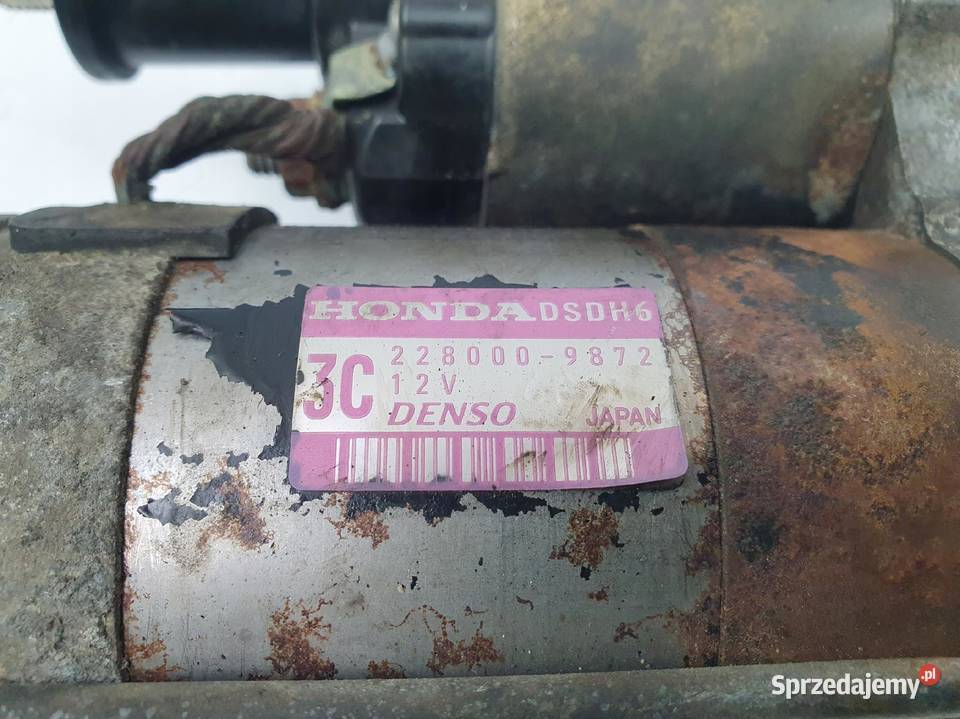 HONDA DSDH6
3C 228000-9872
12V
DENSO JAPAN
Sprzedajemy.pl